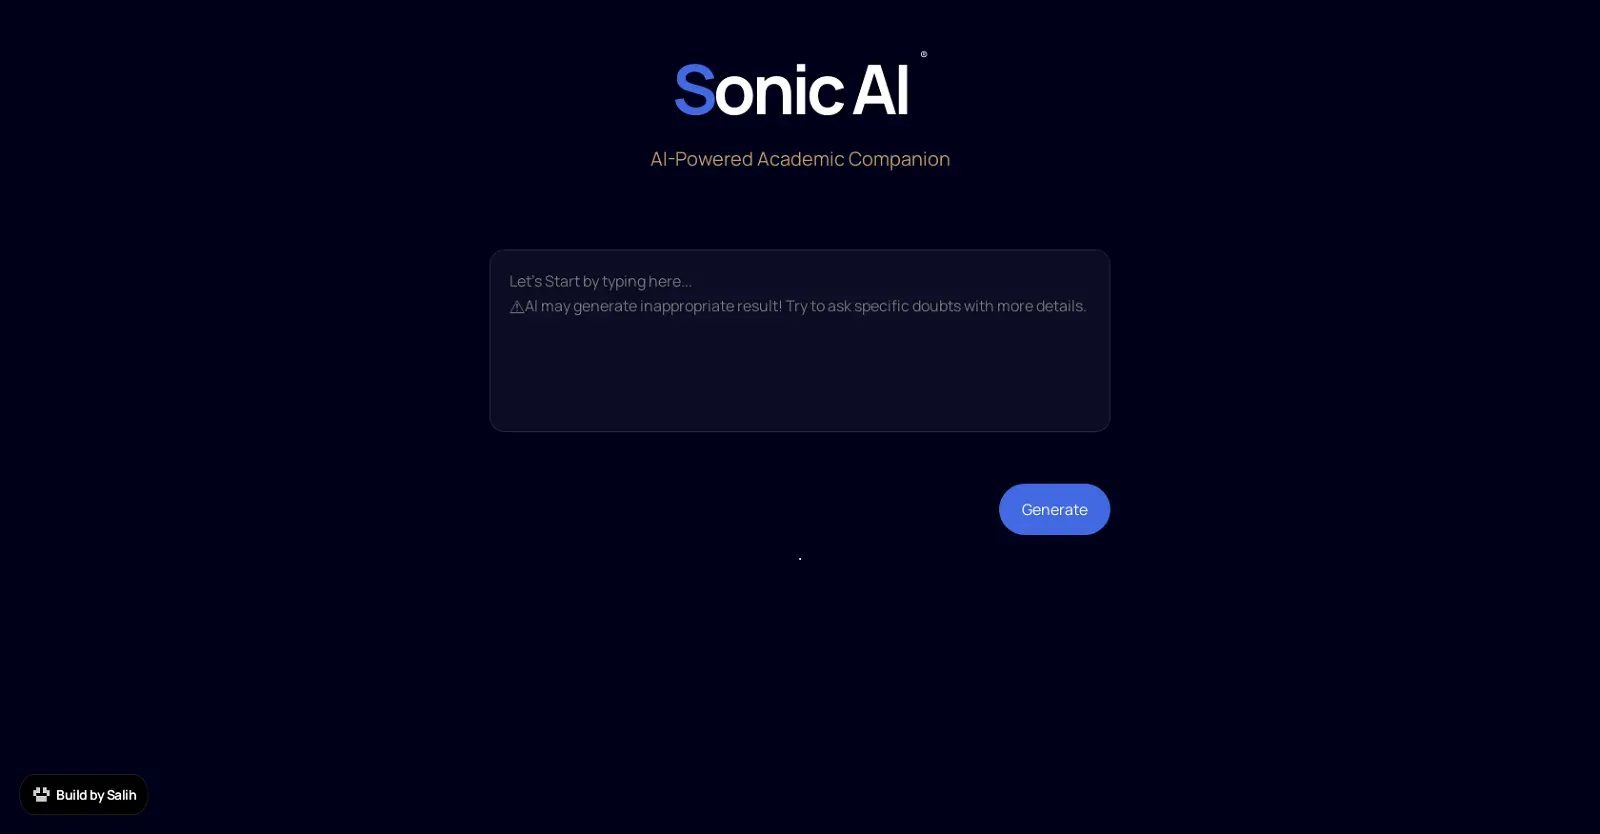 Sonic AI ®
AI-Powered Academic Companion
Let's Start by typing here...
⚠AI may generate inappropriate result! Try to ask specific doubts with more details.
Generate
.
Build by Salih